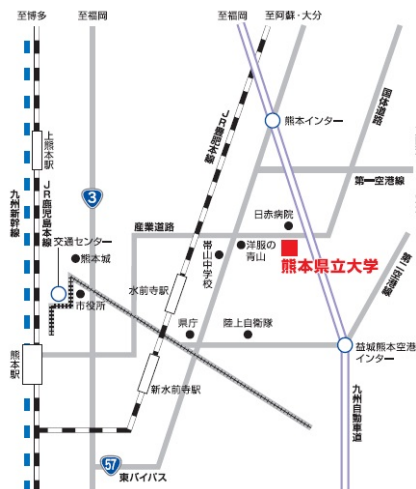 至博多
至福岡
至福岡
至阿蘇・大分
上熊本駅
九州新幹線
JR鹿児島本線
JR豊肥本線
3
熊本インター
国体道路
第一空港線
日赤病院
産業道路
交通センター
熊本城
帯山中学校
洋服の
青山
熊本県立大学
水前寺駅
市役所
県庁
陸上自衛隊
第二空港線
熊本駅
益城熊本空港
インター
新水前寺駅
九州自動車道
57
東バイパス